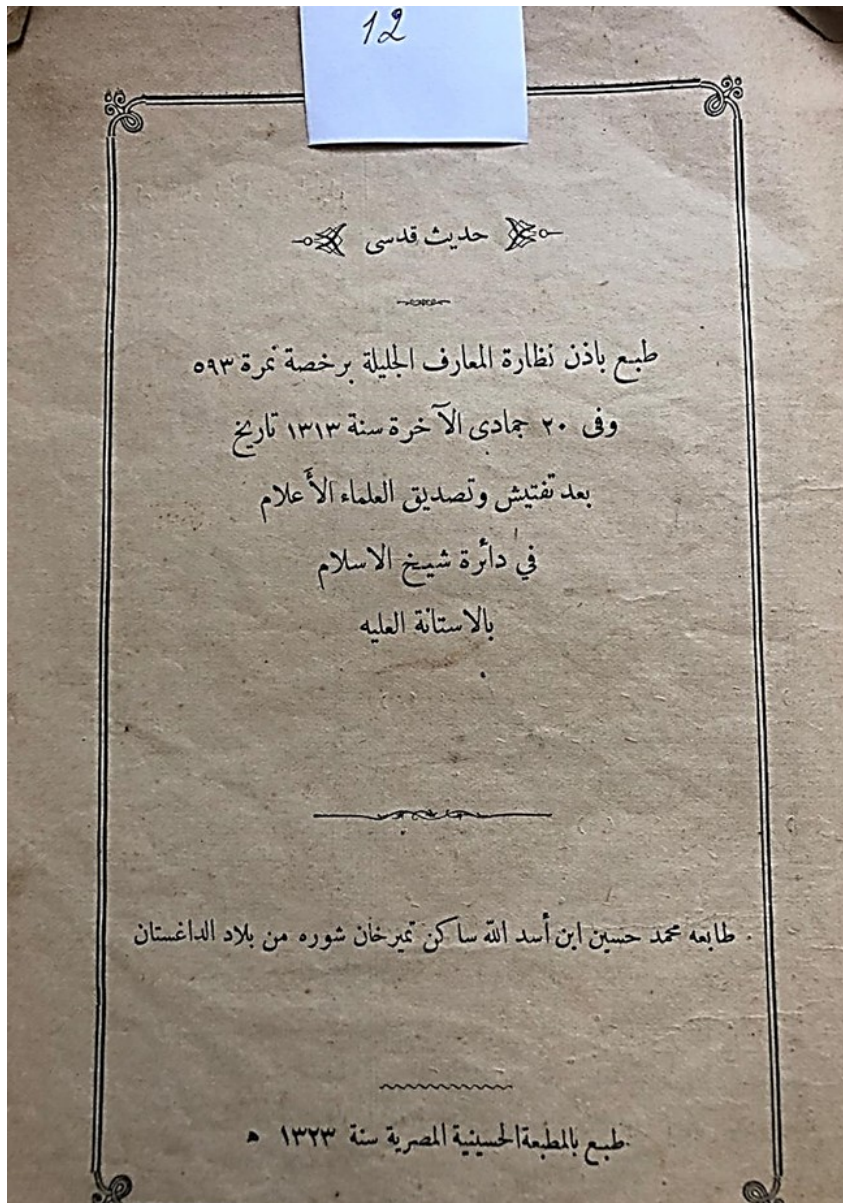 12
حديث قدسى
طبع باذن نظارة المعارف الجليلة برخصة نمرة ٥٩٣
وفى ٢٠ جمادى الآخرة سنة ١٣١٣ تاريخ
بعد تفتيش وتصديق العلماء الأعلام
في دائرة شيخ الاسلام
بالاستانة العليه
طابعه محمد حسين ابن أسد الله ساكن تميرخان شوره من بلاد الداغستان
طبع بالمطبعة الحسينية المصرية سنة ١٣٢٣ ه